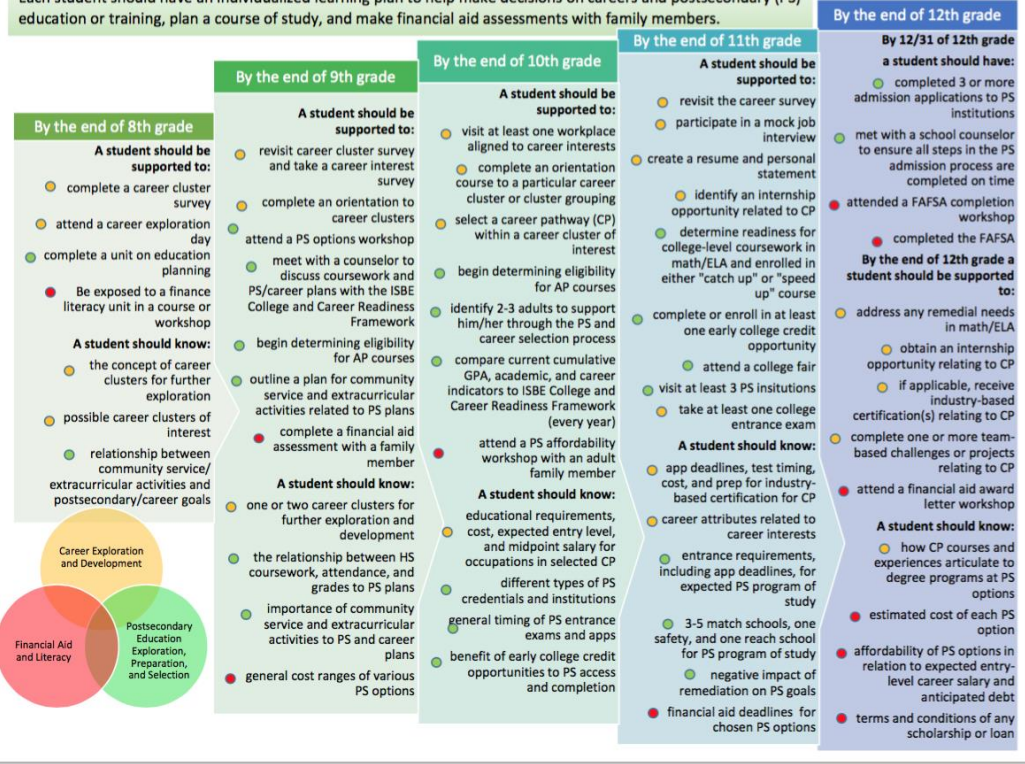 Each student should have an individualized learning plan to help make decisions on careers and postsecondary (PS)
education or training, plan a course of study, and make financial aid assessments with family members.
By the end of 8th grade
A student should be
supported to:
complete a career cluster
survey
attend a career exploration
day
complete a unit on education
planning
Be exposed to a finance
literacy unit in a course or
workshop
A student should know:
the concept of career
clusters for further
exploration
possible career clusters of
interest
relationship between
community service/
extracurricular activities and
postsecondary/career goals
Career Exploration
and Development
Financial Aid
and Literacy
Postsecondary
Education
Exploration,
Preparation,
and Selection
By the end of 9th grade
A student should be
supported to:
revisit career cluster survey
and take a career interest
survey
complete an orientation to
career clusters
attend a PS options workshop
meet with a counselor to
discuss coursework and
PS/career plans with the ISBE
College and Career Readiness
Framework
begin determining eligibility
for AP courses
outline a plan for community
service and extracurricular
activities related to PS plans
complete a financial aid
assessment with a family
member
A student should know:
one or two career clusters for
further exploration and
development
the relationship between HS
coursework, attendance, and
grades to PS plans
importance of community
service and extracurricular
activities to PS and career
plans
general cost ranges of various
PS options
By the end of 10th grade
A student should be
supported to:
visit at least one workplace
aligned to career interests
complete an orientation
course to a particular career
cluster or cluster grouping
select a career pathway (CP)
within a career cluster of
interest
begin determining eligibility
for AP courses
identify 2-3 adults to support
him/her through the PS and
career selection process
compare current cumulative
GPA, academic, and career
indicators to ISBE College and
Career Readiness Framework
(every year)
attend a PS affordability
workshop with an adult
family member
A student should know:
educational requirements,
cost, expected entry level,
and midpoint salary for
occupations in selected CP
different types of PS
credentials and institutions
general timing of PS entrance
exams and apps
benefit of early college credit
opportunities to PS access
and completion
By the end of 11th grade
A student should be
supported to:
revisit the career survey
participate in a mock job
interview
create a resume and personal
statement
identify an internship
opportunity related to CP
determine readiness for
college-level coursework in
math/ELA and enrolled in
either "catch up" or "speed
up" course
complete or enroll in at least
one early college credit
opportunity
attend a college fair
visit at least 3 PS insitutions
take at least one college
entrance exam
A student should know:
app deadlines, test timing,
cost, and prep for industry-
based certification for CP
career attributes related to
career interests
entrance requirements,
including app deadlines, for
expected PS program of
study
3-5 match schools, one
safety, and one reach school
for PS program of study
negative impact of
remediation on PS goals
financial aid deadlines for
chosen PS options
By the end of 12th grade
By 12/31 of 12th grade
a student should have:
completed 3 or more
admission applications to PS
institutions
met with a school counselor
to ensure all steps in the PS
admission process are
completed on time
attended a FAFSA completion
workshop
completed the FAFSA
By the end of 12th grade a
student should be supported
to:
address any remedial needs
in math/ELA
obtain an internship
opportunity relating to CP
if applicable, receive
industry-based
certification(s) relating to CP
complete one or more team-
based challenges or projects
relating to CP
attend a financial aid award
letter workshop
A student should know:
how CP courses and
experiences articulate to
degree programs at PS
options
estimated cost of each PS
option
affordability of PS options in
relation to expected entry-
level career salary and
anticipated debt
terms and conditions of any
scholarship or loan